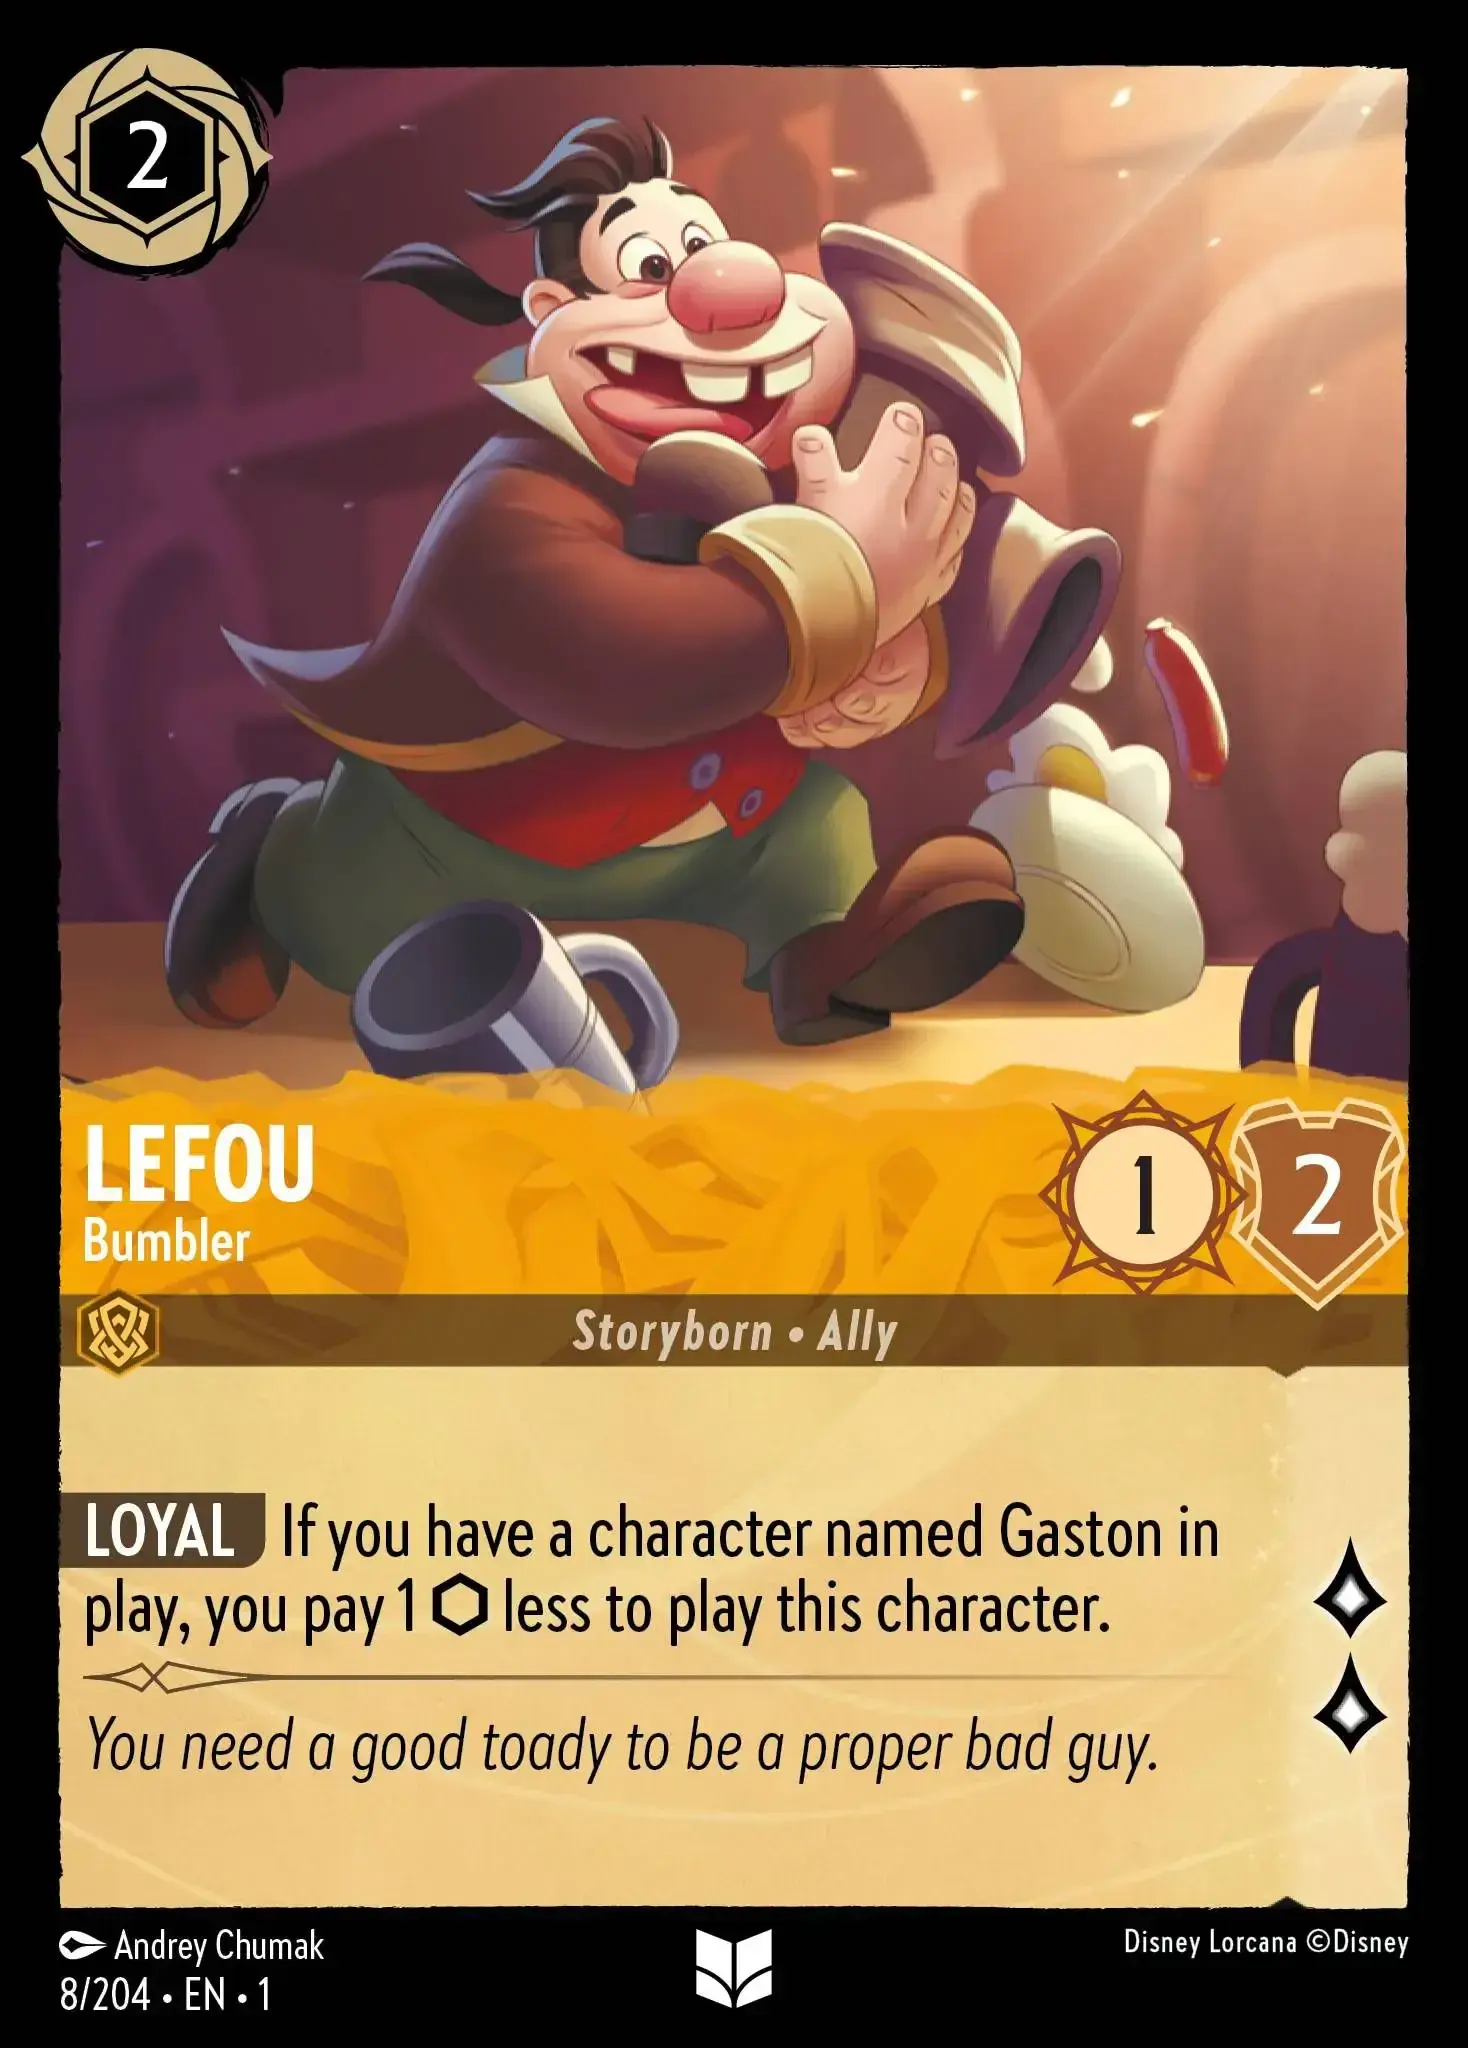 2
LEFOU
Bumbler
1
2
Storyborn • Ally
LOYAL If you have a character named Gaston in
play, you pay 1 ⬡ less to play this character.
You need a good toady to be a proper bad guy.
Andrey Chumak
8/204 • EN • 1
Disney Lorcana ©Disney